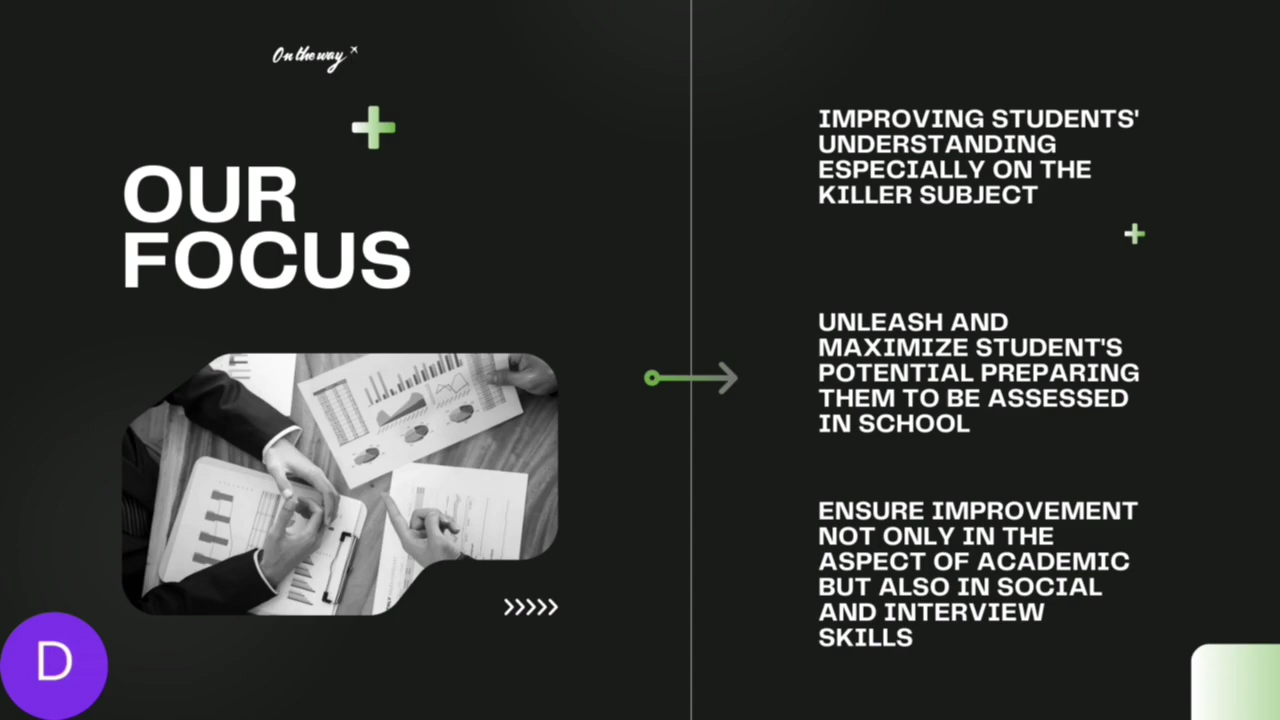 On the way
OUR
FOCUS
IMPROVING STUDENTS'
UNDERSTANDING
ESPECIALLY ON THE
KILLER SUBJECT
UNLEASH AND
MAXIMIZE STUDENT'S
POTENTIAL PREPARING
THEM TO BE ASSESSED
IN SCHOOL
ENSURE IMPROVEMENT
NOT ONLY IN THE
ASPECT OF ACADEMIC
BUT ALSO IN SOCIAL
AND INTERVIEW
SKILLS
D